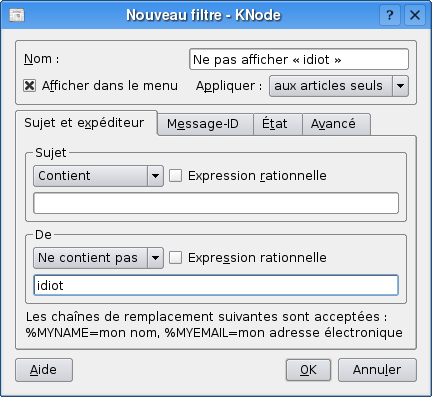 Nouveau filtre - KNode
Nom : Ne pas afficher « idiot »
Afficher dans le menu Appliquer : aux articles seuls
Sujet et expéditeur Message-ID État Avancé
Sujet
Contient Expression rationnelle
De
Ne contient pas Expression rationnelle
idiot
Les chaînes de remplacement suivantes sont acceptées :
%MYNAME=mon nom, %MYEMAIL=mon adresse électronique
Aide OK Annuler